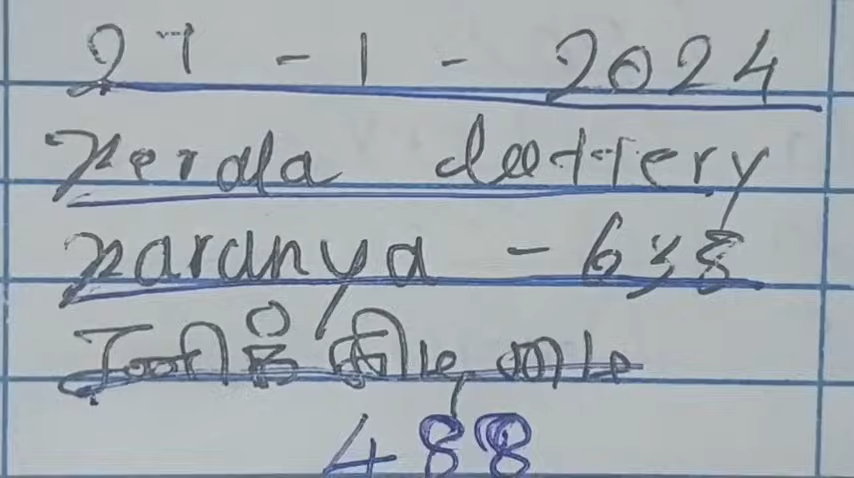 27 - 1 - 2024
Kerala Lottery
Karunya - 638
488